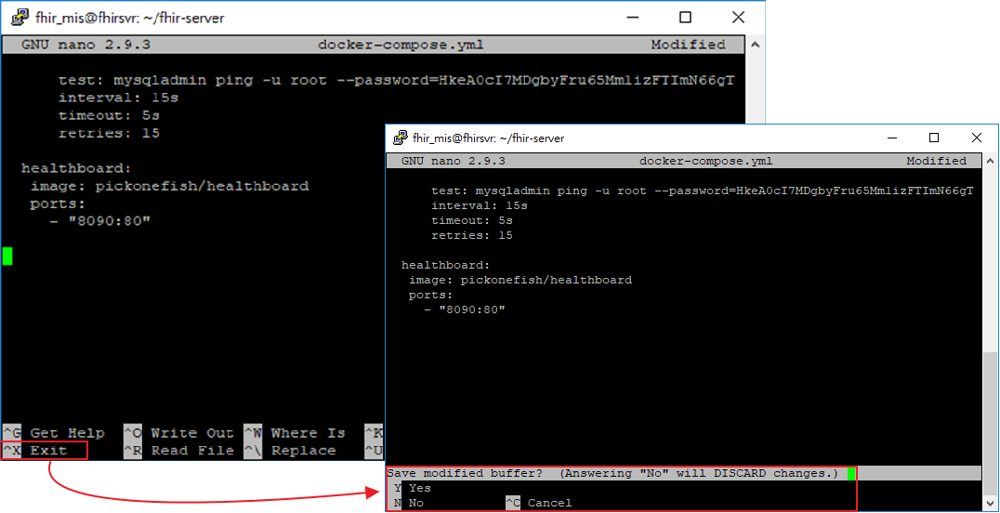 fhir_mis@fhirsvr: ~/fhir-server
GNU nano 2.9.3 docker-compose.yml Modified
test: mysqladmin ping -u root --password=HkeA0cI7MDgbyFru65Mm1izFTImN66gT
interval: 15s
timeout: 5s
retries: 15
healthboard:
image: pickonefish/healthboard
ports:
- "8090:80"
^G Get Help ^O Write Out ^W Where Is ^K
^X Exit ^R Read File ^\ Replace ^U
fhir_mis@fhirsvr: ~/fhir-server
GNU nano 2.9.3 docker-compose.yml Modified
test: mysqladmin ping -u root --password=HkeA0cI7MDgbyFru65Mm1izFTImN66gT
interval: 15s
timeout: 5s
retries: 15
healthboard:
image: pickonefish/healthboard
ports:
- "8090:80"
Save modified buffer? (Answering "No" will DISCARD changes.)
Y Yes
N No ^C Cancel